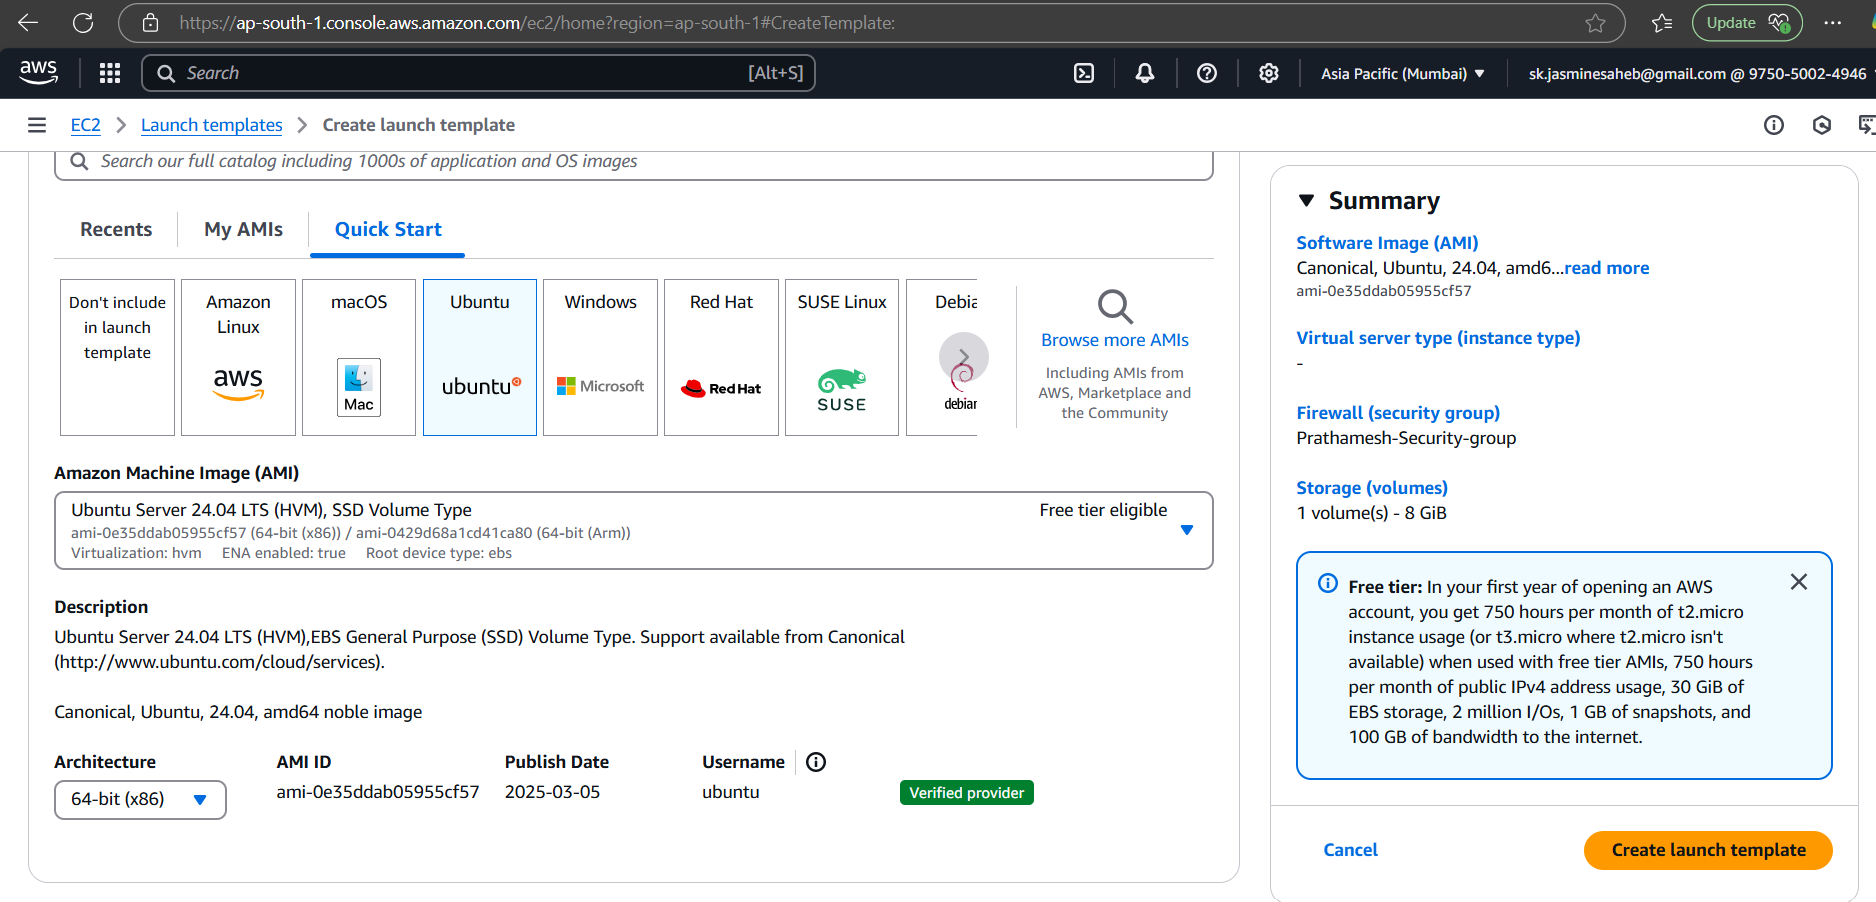 https://ap-south-1.console.aws.amazon.com/ec2/home?region=ap-south-1#CreateTemplate:
Update
aws
Search
[Alt+S]
Asia Pacific (Mumbai)
sk.jasminesaheb@gmail.com @ 9750-5002-4946
EC2
Launch templates
Create launch template
Search our full catalog including 1000s of application and OS images
Recents
My AMIs
Quick Start
Don't include
in launch
template
Amazon
Linux
aws
macOS
Mac
Ubuntu
ubuntu
Windows
Microsoft
Red Hat
Red Hat
SUSE Linux
SUSE
Debia
debian
Browse more AMIs
Including AMIs from
AWS, Marketplace and
the Community
Amazon Machine Image (AMI)
Ubuntu Server 24.04 LTS (HVM), SSD Volume Type
Free tier eligible
ami-0e35ddab05955cf57 (64-bit (x86)) / ami-0429d68a1cd41ca80 (64-bit (Arm))
Virtualization: hvm ENA enabled: true Root device type: ebs
Description
Ubuntu Server 24.04 LTS (HVM),EBS General Purpose (SSD) Volume Type. Support available from Canonical
(http://www.ubuntu.com/cloud/services).
Canonical, Ubuntu, 24.04, amd64 noble image
Architecture
64-bit (x86)
AMI ID
ami-0e35ddab05955cf57
Publish Date
2025-03-05
Username
ubuntu
Verified provider
Summary
Software Image (AMI)
Canonical, Ubuntu, 24.04, amd6...read more
ami-0e35ddab05955cf57
Virtual server type (instance type)
-
Firewall (security group)
Prathamesh-Security-group
Storage (volumes)
1 volume(s) - 8 GiB
Free tier: In your first year of opening an AWS
account, you get 750 hours per month of t2.micro
instance usage (or t3.micro where t2.micro isn't
available) when used with free tier AMIs, 750 hours
per month of public IPv4 address usage, 30 GiB of
EBS storage, 2 million I/Os, 1 GB of snapshots, and
100 GB of bandwidth to the internet.
Cancel
Create launch template